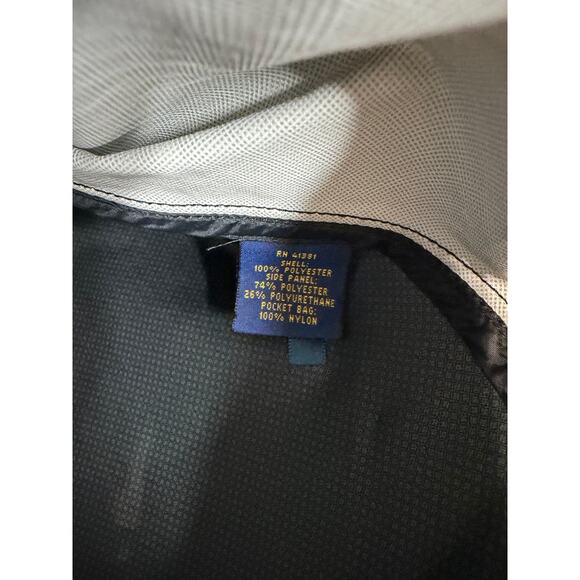 RN 41381
SHELL:
100% POLYESTER
SIDE PANEL:
74% POLYESTER
26% POLYURETHANE
POCKET BAG:
100% NYLON